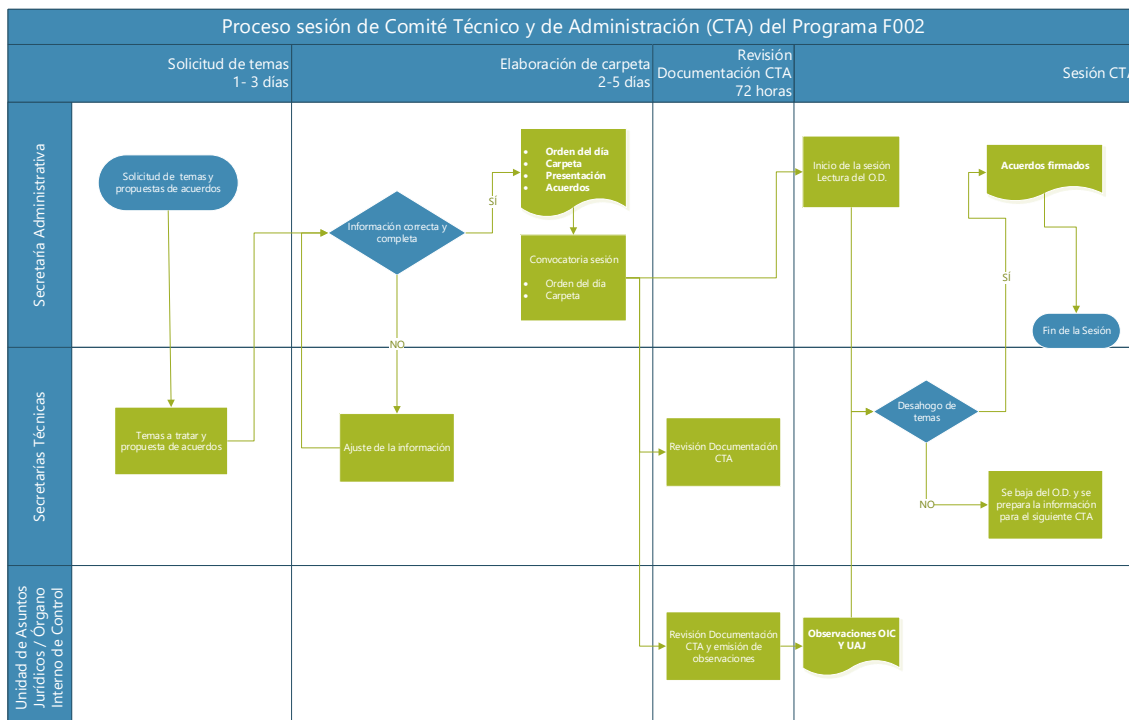 Proceso sesión de Comité Técnico y de Administración (CTA) del Programa F002
Solicitud de temas
1- 3 días
Elaboración de carpeta
2-5 días
Revisión
Documentación CTA
72 horas
Sesión CTA
Secretaría Administrativa
Solicitud de temas y
propuestas de acuerdos
Información correcta y
completa
SÍ
NO
• Orden del día
• Carpeta
• Presentación
• Acuerdos
Convocatoria sesión
• Orden del día
• Carpeta
Inicio de la sesión
Lectura del O.D.
Acuerdos firmados
SÍ
Fin de la Sesión
Secretarías Técnicas
Temas a tratar y
propuesta de acuerdos
Ajuste de la información
Revisión Documentación
CTA
Desahogo de
temas
NO
Se baja del O.D. y se
prepara la información
para el siguiente CTA
Unidad de Asuntos
Jurídicos / Órgano
Interno de Control
Revisión Documentación
CTA y emisión de
observaciones
Observaciones OIC
Y UAJ